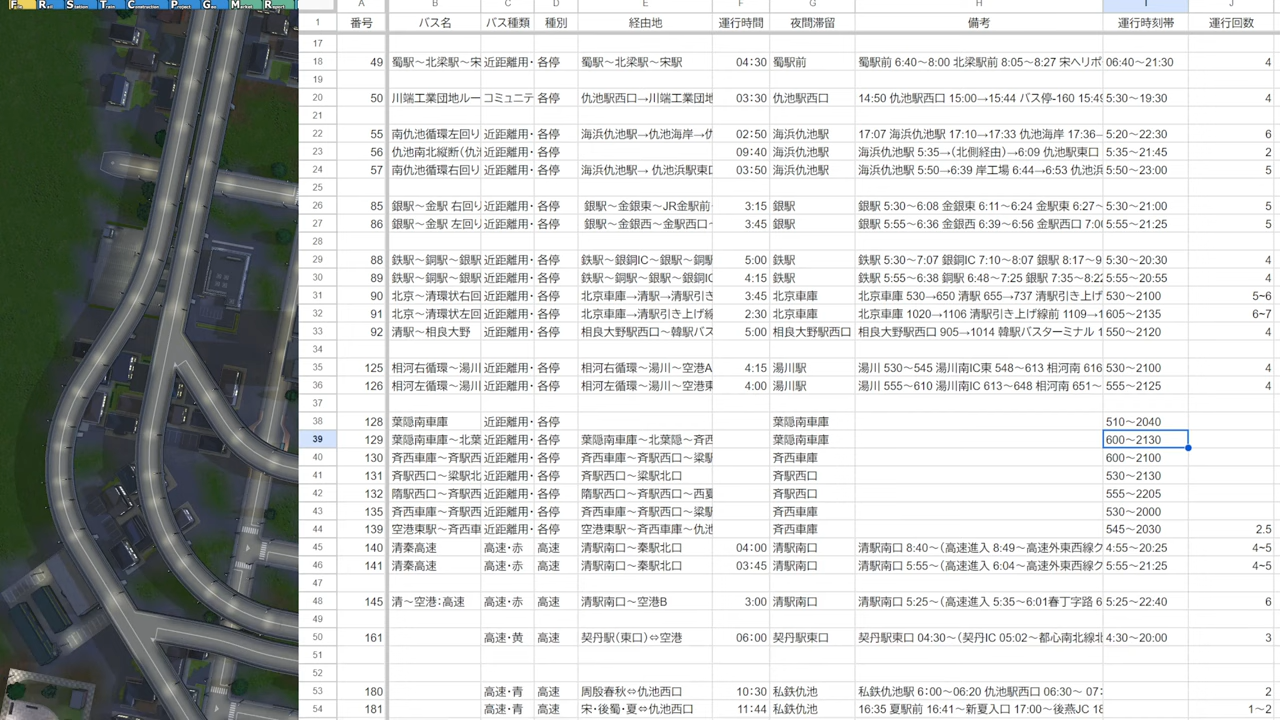 File Rail Station Train Construction Project Gas Market R
A B C D E F G H I J
1 番号 バス名 バス種類 種別 経由地 運行時間 夜間滞留 備考 運行時刻帯 運行回数
17
18 49 蜀駅～北梁駅～宋 近距離用・ 各停 蜀駅～北梁駅～宋駅 04:30 蜀駅前 蜀駅前 6:40～8:00 北梁駅前 8:05～8:27 宋ヘリポ 06:40～21:30 4
19
20 50 川端工業団地ルー コミュニテ 各停 仇池駅西口→川端工業団地 03:30 仇池駅西口 14:50 仇池駅西口 15:00→15:44 バス停-160 15:49 5:30～19:30 4
21
22 55 南仇池循環左回り 近距離用・ 各停 海浜仇池駅→仇池海岸→仇 02:50 海浜仇池駅 17:07 海浜仇池駅 17:10→17:33 仇池海岸 17:36- 5:20～22:30 6
23 56 仇池南北縦断(仇氵 近距離用・ 各停 09:40 海浜仇池駅 海浜仇池駅 5:35→(北側経由)→6:09 仇池駅東口 5:35～21:45 2
24 57 南仇池循環右回り 近距離用・ 各停 海浜仇池駅→ 仇池浜駅東口 03:50 海浜仇池駅 海浜仇池駅 5:50→6:39 岸工場 6:44→6:53 仇池浜 5:50～23:00 5
25
26 85 銀駅～金駅 右回り 近距離用・ 各停 銀駅～金銀東～JR金駅前 3:15 銀駅 銀駅 5:30～6:08 金銀東 6:11～6:24 金駅東 6:27～ 5:30～21:00 5
27 86 銀駅～金駅 左回り 近距離用・ 各停 銀駅～金銀西～金駅西口～ 3:45 銀駅 銀駅 5:55～6:36 金銀西 6:39～6:56 金駅西口 7:00 5:55～21:25 5
28
29 88 鉄駅～銅駅～銀駅 近距離用・ 各停 鉄駅～銀銅IC～銀駅～銅駅 5:00 鉄駅 鉄駅 5:30～7:07 銀銅IC 7:10～8:07 銀駅 8:17～9 5:30～20:30 4
30 89 鉄駅～銅駅～銀駅 近距離用・ 各停 鉄駅～銅駅～銀駅～銀銅IC 4:15 鉄駅 鉄駅 5:55～6:38 銅駅 6:48～7:25 銀駅 7:35～8:22 5:55～20:55 4
31 90 北京～清環状右回 近距離用・ 各停 北京車庫→清駅→清駅引き 3:45 北京車庫 北京車庫 530→650 清駅 655→737 清駅引き上げ 530～2100 5~6
32 91 北京～清環状左回 近距離用・ 各停 北京車庫→清駅引き上げ線 2:30 北京車庫 北京車庫 1020→1106 清駅引き上げ線前 1109→1 605～2135 6~7
33 92 清駅～相良大野 近距離用・ 各停 相良大野駅西口～韓駅バス 5:00 相良大野駅西口 相良大野駅西口 905→1014 韓駅バスターミナル 1 550～2120 4
34
35 125 相河右循環～湯川 近距離用・ 各停 相河右循環～湯川～空港A 4:15 湯川駅 湯川 530～545 湯川南IC東 548～613 相河南 616 530～2100 4
36 126 相河左循環～湯川 近距離用・ 各停 相河左循環～湯川～空港東 4:00 湯川駅 湯川 555～610 湯川南IC 613～648 相河南 651～ 555～2125 4
37
38 128 葉隠南車庫 近距離用・ 各停 葉隠南車庫 510～2040
39 129 葉隠南車庫～北葉 近距離用・ 各停 葉隠南車庫～北葉隠～斉西 葉隠南車庫 600～2130
40 130 斉西車庫～斉駅西 近距離用・ 各停 斉西車庫～斉駅西口～梁駅 斉西車庫 600～2100
41 131 斉駅西口～梁駅北 近距離用・ 各停 斉駅西口～梁駅北口 斉駅西口 530～2130
42 132 隋駅西口～斉駅西 近距離用・ 各停 隋駅西口～斉駅西口～西夏 斉駅西口 555～2205
43 135 斉西車庫～斉駅西 近距離用・ 各停 斉西車庫～斉駅西口～梁駅 斉西車庫 530～2000
44 139 空港東駅～斉西車 近距離用・ 各停 空港東駅～斉西車庫～仇池 斉西車庫 545～2030 2.5
45 140 清秦高速 高速・赤 高速 清駅南口～秦駅北口 04:00 清駅南口 清駅南口 8:40～(高速進入 8:49～高速外東西線ク 4:55～20:25 4~5
46 141 清秦高速 高速・赤 高速 清駅南口～秦駅北口 03:45 清駅南口 清駅南口 5:55～(高速進入 6:04～高速外東西線ク 5:55～21:25 4~5
47
48 145 清～空港:高速 高速・赤 高速 清駅南口～空港B 3:00 清駅南口 清駅南口 5:25～(高速進入 5:35～6:01春丁字路 6 5:25～22:40 6
49
50 161 高速・黄 高速 契丹駅(東口)⇔空港 06:00 契丹駅東口 契丹駅東口 04:30～(契丹IC 05:02～都心南北線北 4:30～20:00 3
51
52
53 180 高速・青 高速 周殷春秋⇔仇池西口 10:30 私鉄仇池 私鉄仇池駅 6:00～06:20 仇池駅西口 06:30～ 07: 2
54 181 高速・青 高速 宋・後蜀・夏⇔仇池西口 11:44 私鉄仇池 16:35 夏駅前 16:41～新夏入口 17:00～後燕JC 18 1～2